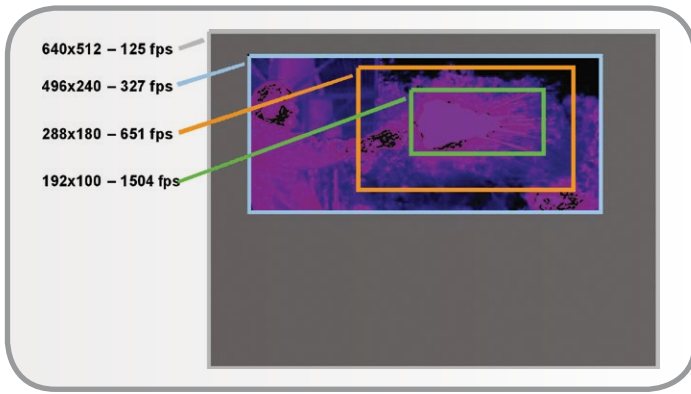 640x512 – 125 fps
496x240 – 327 fps
288x180 – 651 fps
192x100 – 1504 fps